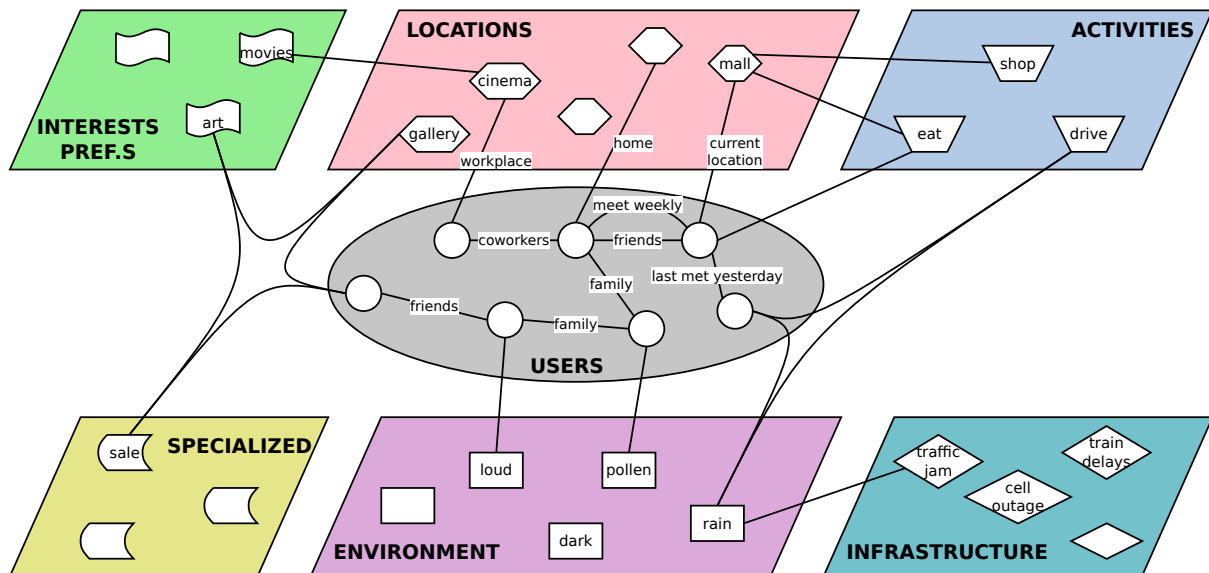 LOCATIONS
ACTIVITIES
movies
cinema
mall
shop
art
INTERESTS
PREF.S
gallery
eat
drive
workplace
home
current
location
meet weekly
coworkers
friends
last met yesterday
family
friends
family
USERS
sale
SPECIALIZED
loud
pollen
traffic
jam
train
delays
cell
outage
rain
dark
ENVIRONMENT
INFRASTRUCTURE